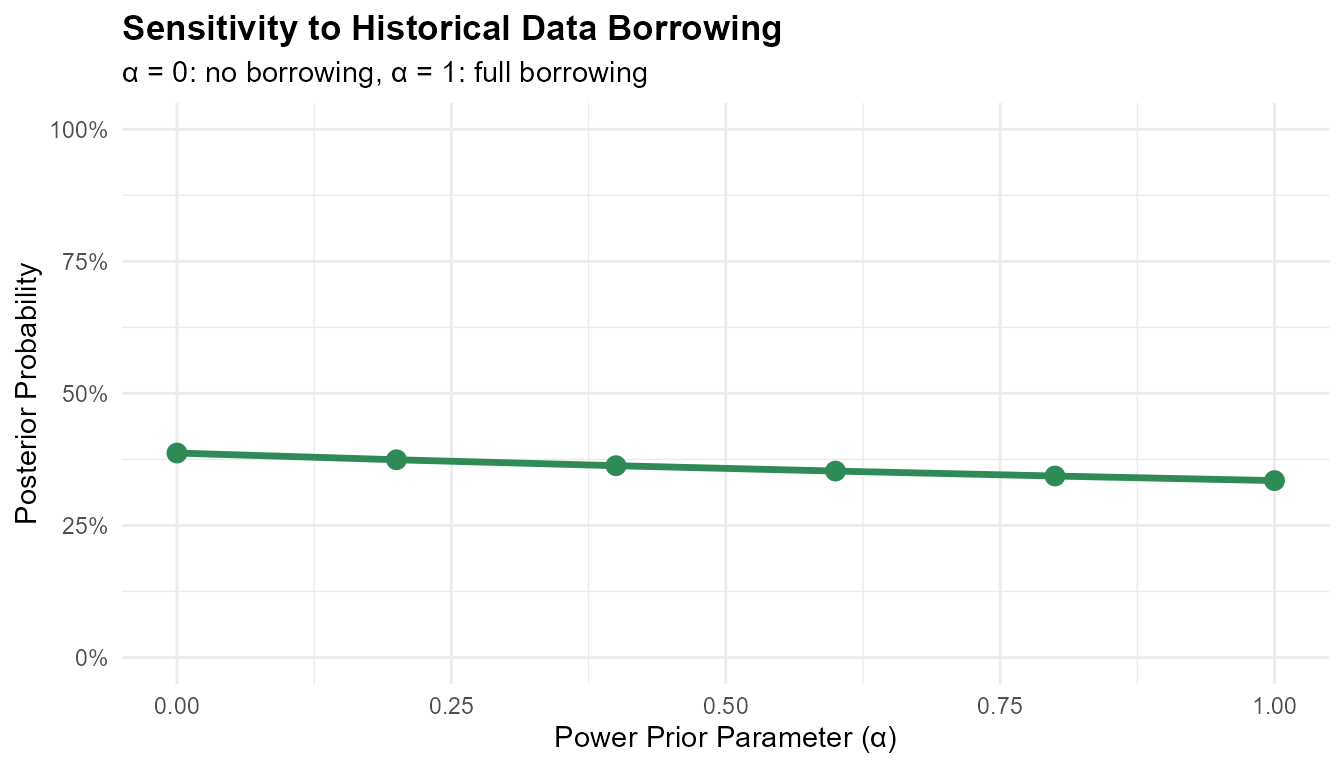 Sensitivity to Historical Data Borrowing
α = 0: no borrowing, α = 1: full borrowing
100%
75%
50%
25%
0%
Posterior Probability
0.00 0.25 0.50 0.75 1.00
Power Prior Parameter (α)